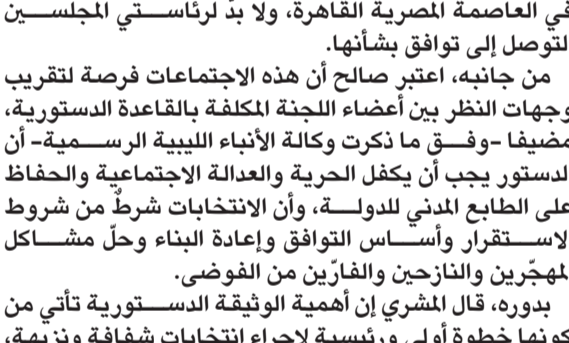 في العاصمة المصرية القاهرة، ولا بدّ لرئاستي المجلسين
لتوصل إلى توافق بشأنها.
من جانبه، اعتبر صالح أن هذه الاجتماعات فرصة لتقريب
وجهات النظر بين أعضاء اللجنة المكلفة بالقاعدة الدستورية،
مضيفا -وفق ما ذكرت وكالة الأنباء الليبية الرسمية- أن
لدستور يجب أن يكفل الحرية والعدالة الاجتماعية والحفاظ
على الطابع المدني للدولة، وأن الانتخابات شرطٌ من شروط
لاستقرار وأساس التوافق وإعادة البناء وحلّ مشاكل
لمهجّرين والنازحين والفارّين من الفوضى.
بدوره، قال المشري إن أهمية الوثيقة الدستورية تأتي من
كونها خطوة أولى ورئيسية لإجراء انتخابات شفافة ونزيهة،